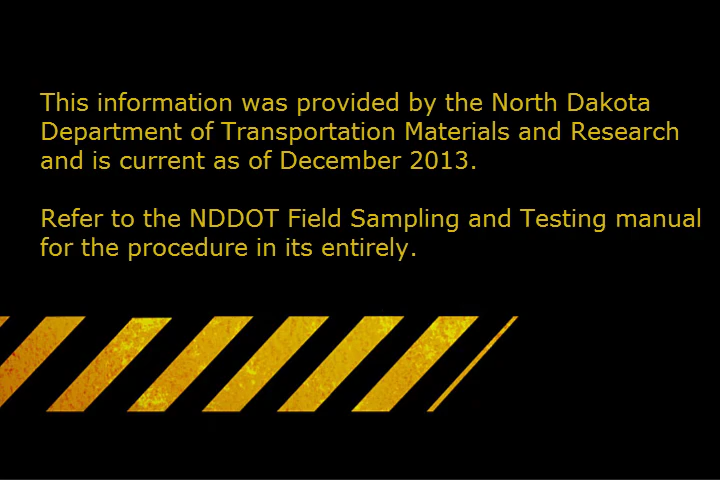 This information was provided by the North Dakota
Department of Transportation Materials and Research
and is current as of December 2013.
Refer to the NDDOT Field Sampling and Testing manual
for the procedure in its entirely.